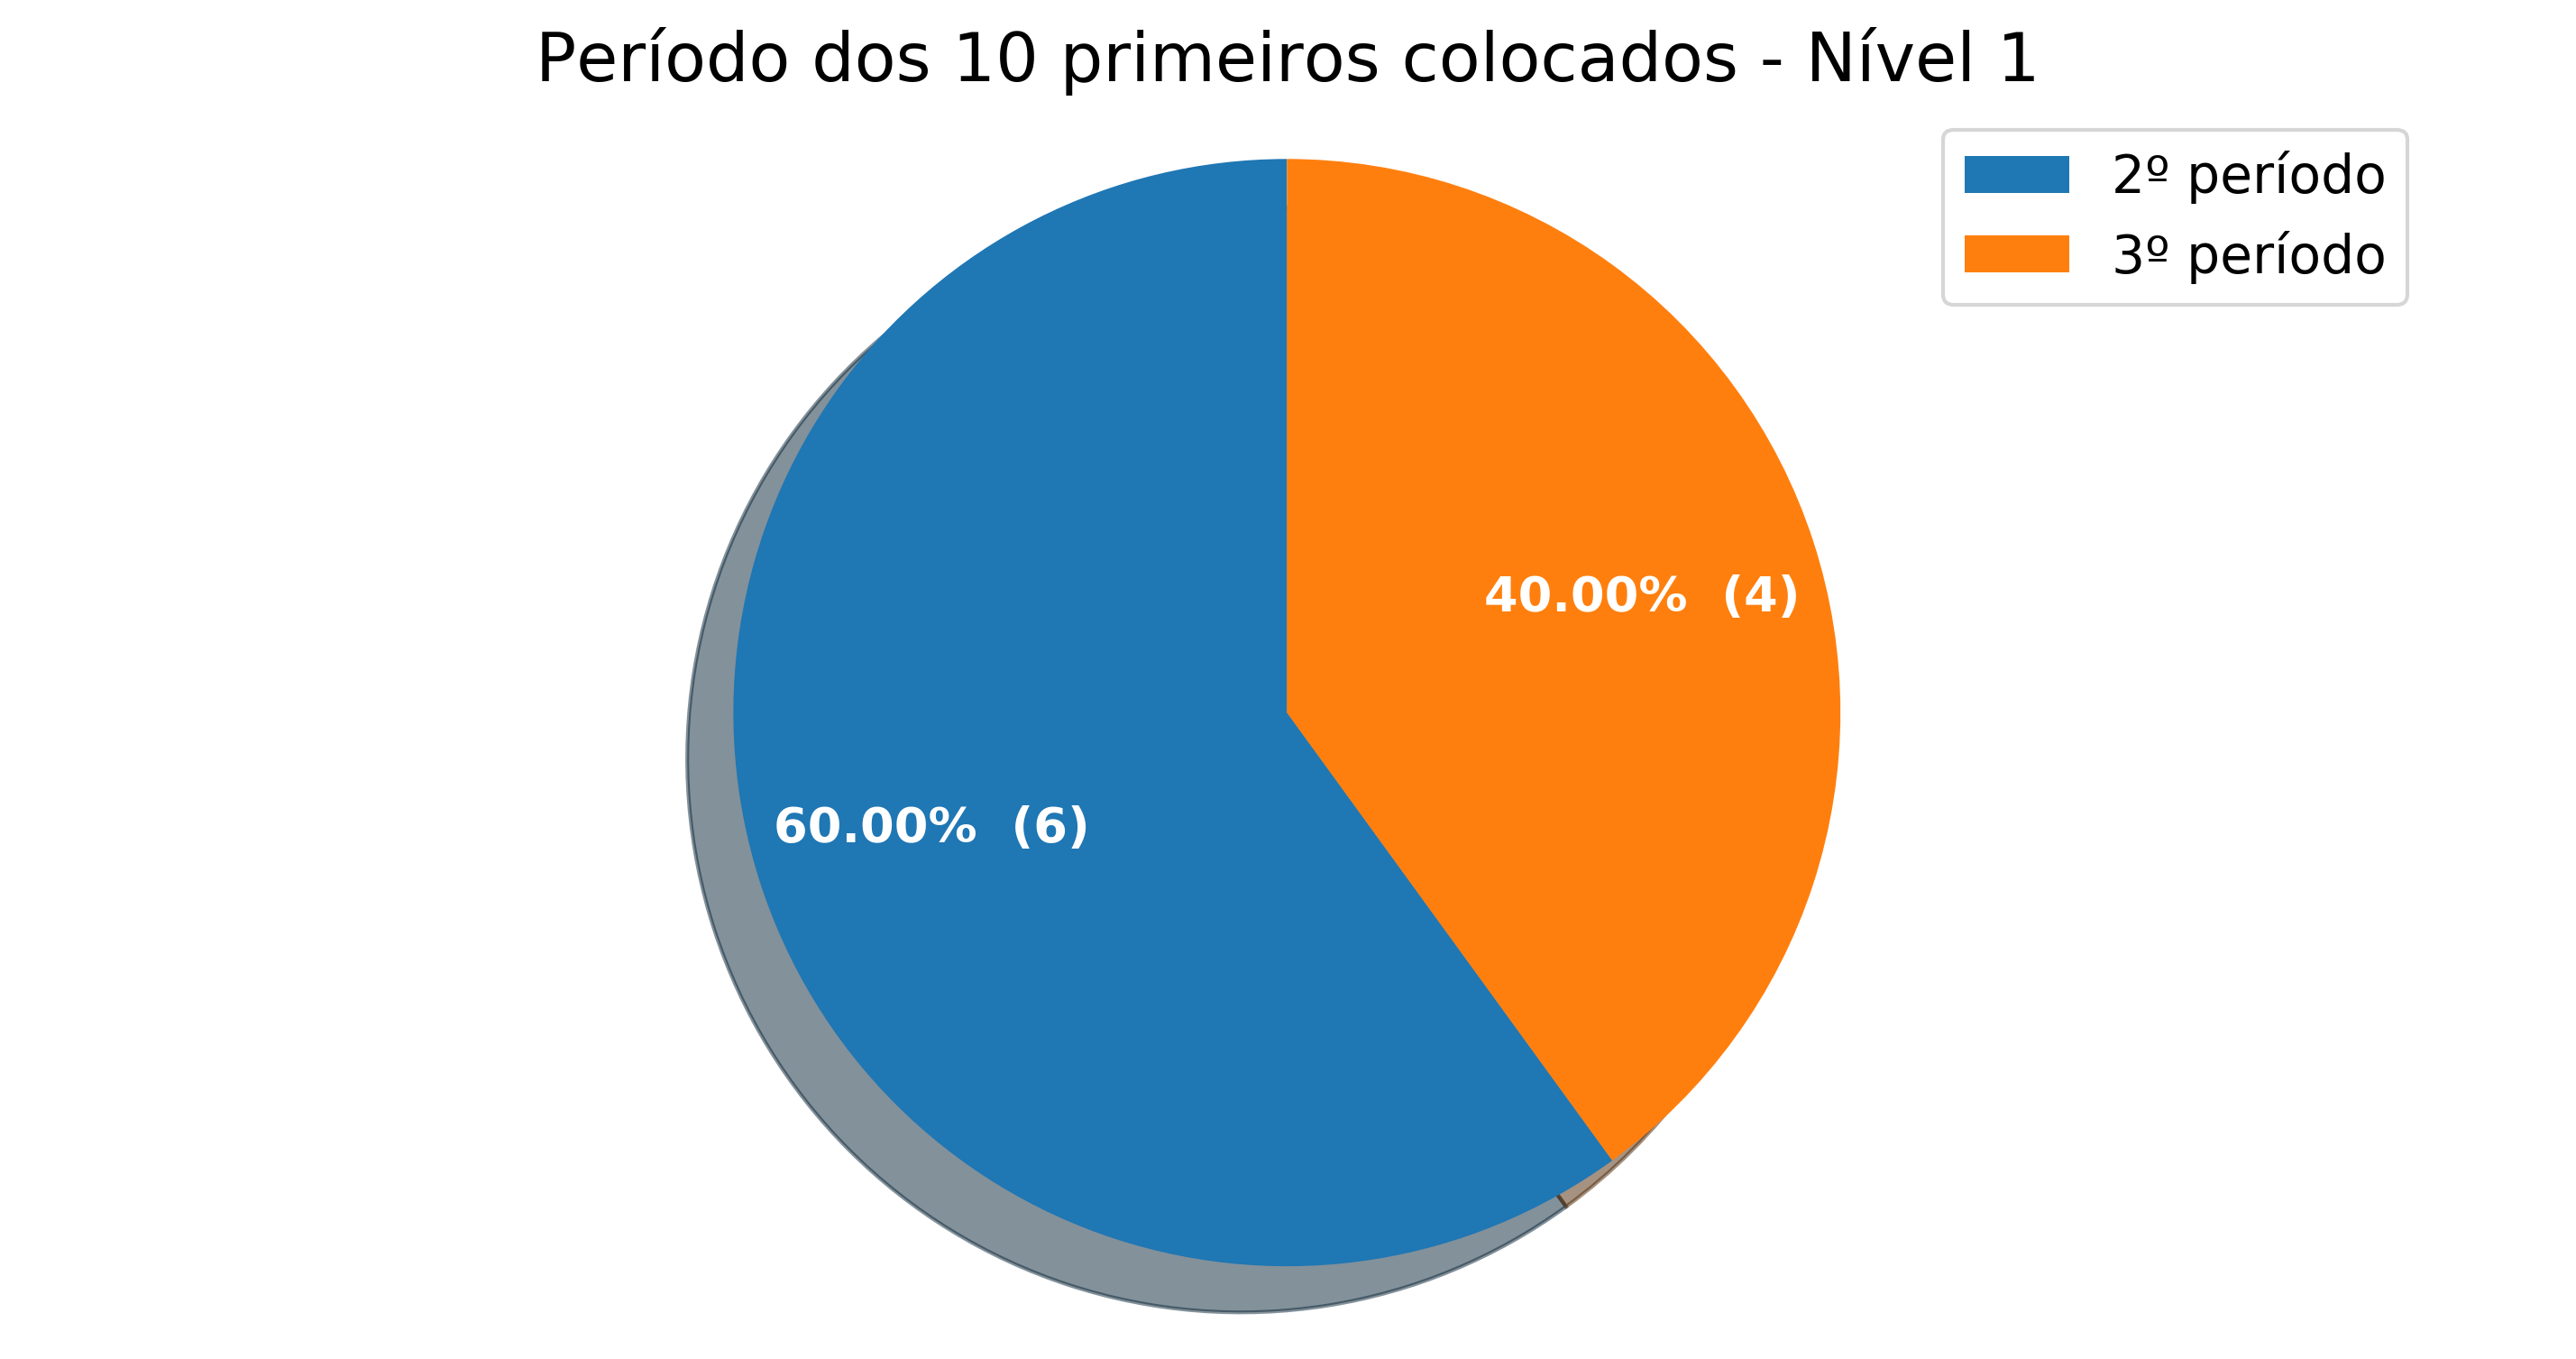 Período dos 10 primeiros colocados - Nível 1
2º período
3º período
40.00%  (4)
60.00%  (6)